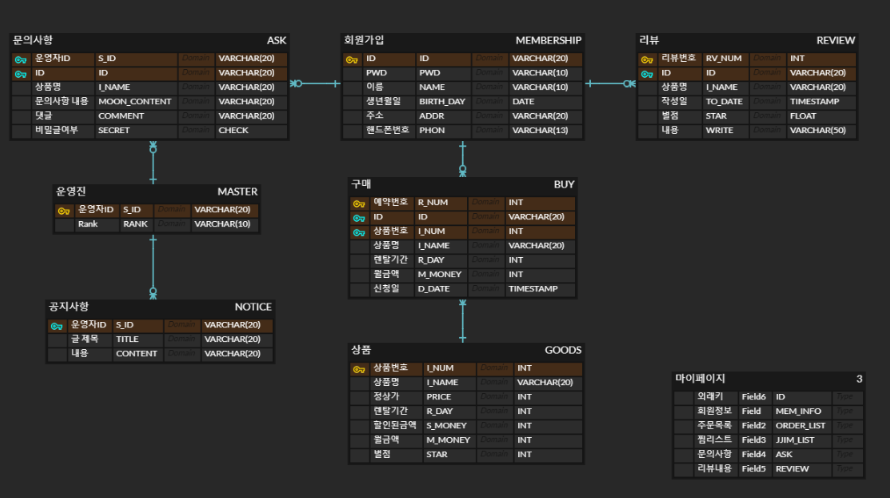 문의사항 ASK
운영자ID S_ID Domain VARCHAR(20)
ID ID Domain VARCHAR(20)
상품명 I_NAME Domain VARCHAR(20)
문의사항 내용 MOON_CONTENT Domain VARCHAR(20)
댓글 COMMENT Domain VARCHAR(20)
비밀글여부 SECRET Domain CHECK
회원가입 MEMBERSHIP
ID ID Domain VARCHAR(20)
PWD PWD Domain VARCHAR(10)
이름 NAME Domain VARCHAR(10)
생년월일 BIRTH_DAY Domain DATE
주소 ADDR Domain VARCHAR(20)
핸드폰번호 PHON Domain VARCHAR(13)
리뷰 REVIEW
리뷰번호 RV_NUM Domain INT
ID ID Domain VARCHAR(20)
상품명 I_NAME Domain VARCHAR(20)
작성일 TO_DATE Domain TIMESTAMP
별점 STAR Domain FLOAT
내용 WRITE Domain VARCHAR(50)
운영진 MASTER
운영자ID S_ID Domain VARCHAR(20)
Rank RANK Domain VARCHAR(10)
구매 BUY
예약번호 R_NUM Domain INT
ID ID Domain VARCHAR(20)
상품번호 I_NUM Domain INT
상품명 I_NAME Domain VARCHAR(20)
렌탈기간 R_DAY Domain INT
월금액 M_MONEY Domain INT
신청일 D_DATE Domain TIMESTAMP
공지사항 NOTICE
운영자ID S_ID Domain VARCHAR(20)
글 제목 TITLE Domain VARCHAR(20)
내용 CONTENT Domain VARCHAR(20)
상품 GOODS
상품번호 I_NUM Domain INT
상품명 I_NAME Domain VARCHAR(20)
정상가 PRICE Domain INT
렌탈기간 R_DAY Domain INT
할인된금액 S_MONEY Domain INT
월금액 M_MONEY Domain INT
별점 STAR Domain INT
마이페이지 3
외래키 Field6 ID Type
회원정보 Field MEM_INFO Type
주문목록 Field2 ORDER_LIST Type
찜리스트 Field3 JJIM_LIST Type
문의사항 Field4 ASK Type
리뷰내용 Field5 REVIEW Type